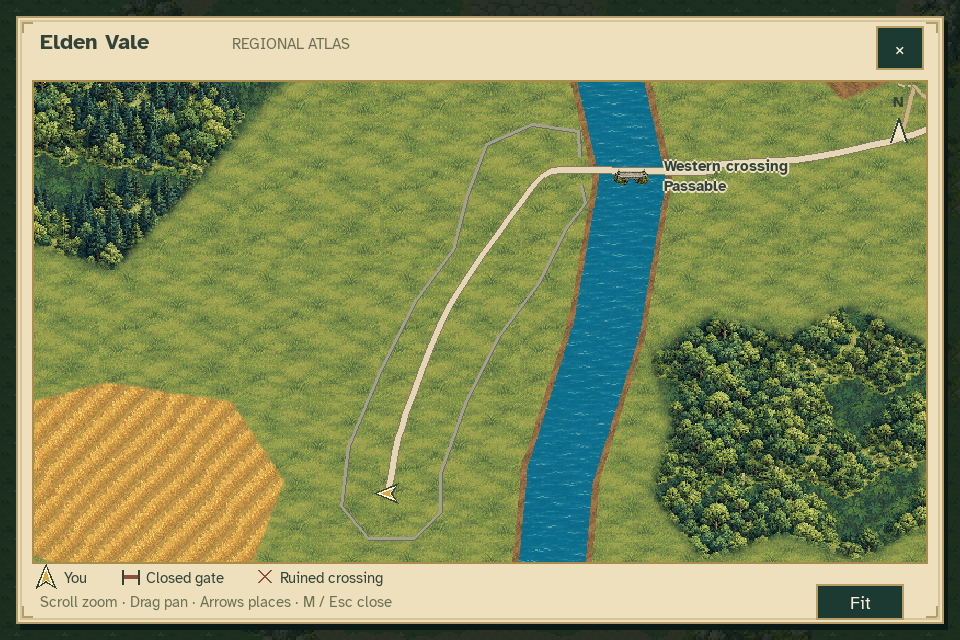 Elden Vale
REGIONAL ATLAS
×
N
Western crossing
Passable
You
Closed gate
Ruined crossing
Scroll zoom · Drag pan · Arrows places · M / Esc close
Fit